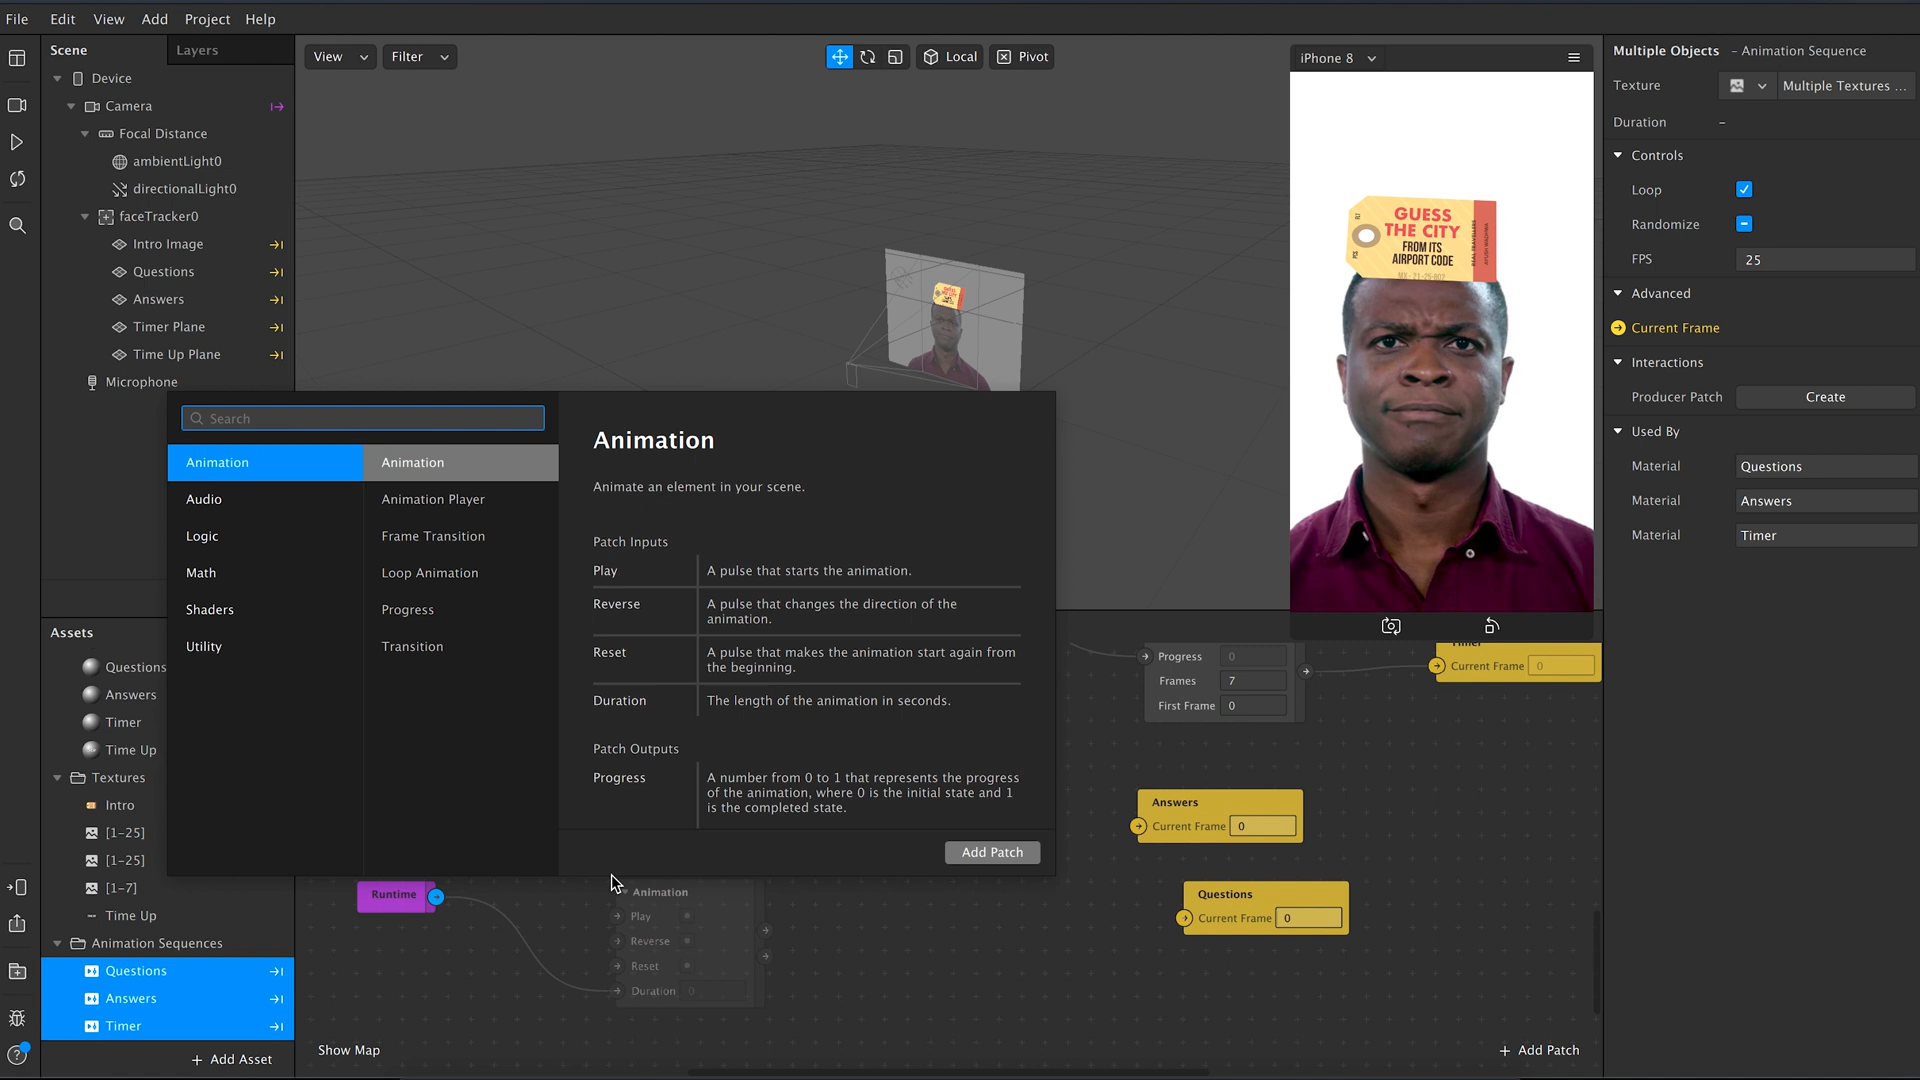 File Edit View Add Project Help
Scene Layers
Device
Camera
Focal Distance
ambientLight0
directionalLight0
faceTracker0
Intro Image
Questions
Answers
Timer Plane
Time Up Plane
Microphone
View Filter
Local Pivot
iPhone 8
GUESS
THE CITY
FROM ITS
AIRPORT CODE
Multiple Objects - Animation Sequence
Texture Multiple Textures ...
Duration –
Controls
Loop
Randomize
FPS 25
Advanced
Current Frame
Interactions
Producer Patch Create
Used By
Material Questions
Material Answers
Material Timer
Search
Animation
Audio
Logic
Math
Shaders
Utility
Animation
Animation Player
Frame Transition
Loop Animation
Progress
Transition
Animation
Animate an element in your scene.
Patch Inputs
Play A pulse that starts the animation.
Reverse A pulse that changes the direction of the
animation.
Reset A pulse that makes the animation start again from
the beginning.
Duration The length of the animation in seconds.
Patch Outputs
Progress A number from 0 to 1 that represents the progress
of the animation, where 0 is the initial state and 1
is the completed state.
Add Patch
Assets
Questions
Answers
Timer
Time Up
Textures
Intro
[1-25]
[1-25]
[1-7]
Time Up
Animation Sequences
Questions
Answers
Timer
+ Add Asset
Progress 0
Frames 7
First Frame 0
Timer
Current Frame 0
Answers
Current Frame 0
Questions
Current Frame 0
Runtime
Animation
Play
Reverse
Reset
Duration 0
Show Map
+ Add Patch